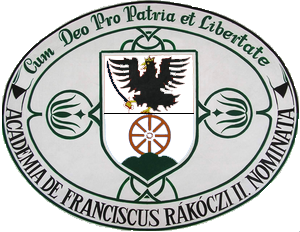 Cum Deo Pro Patria et Libertate
ACADEMIA DE FRANCISCUS RÁKÓCZI II. NOMINATA